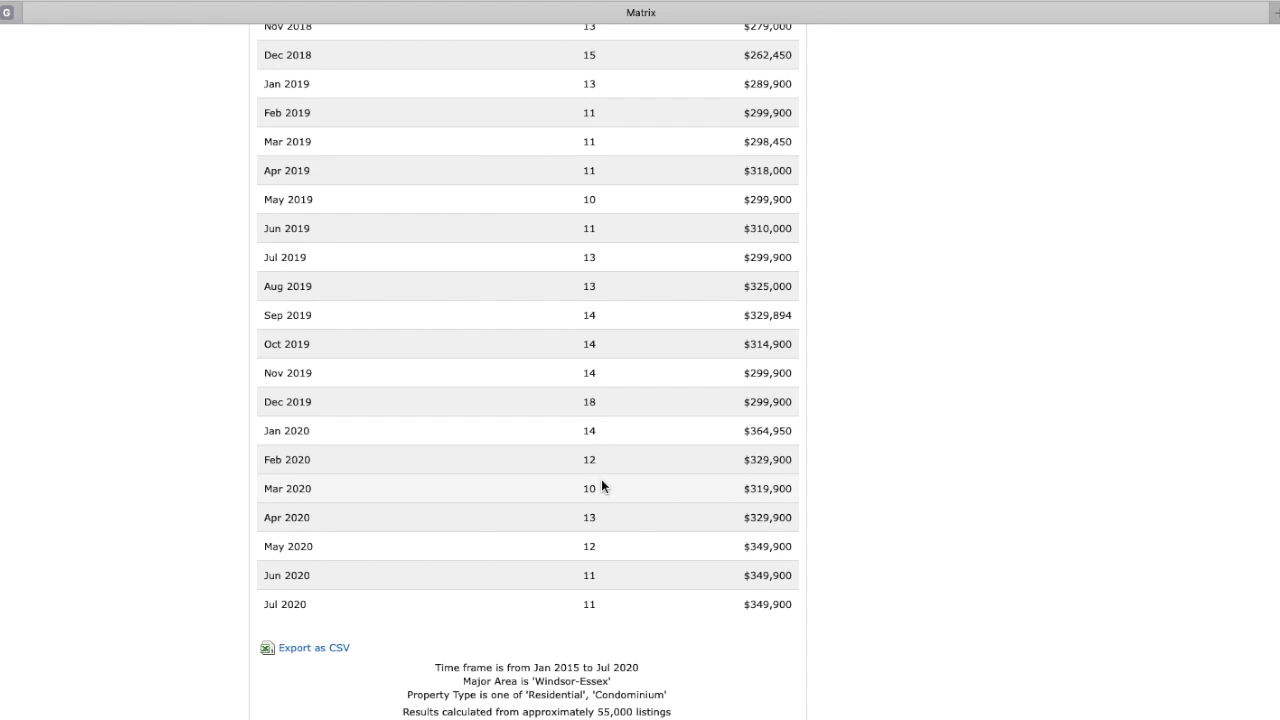 G
Matrix
Nov 2018 13 $279,000
Dec 2018 15 $262,450
Jan 2019 13 $289,900
Feb 2019 11 $299,900
Mar 2019 11 $298,450
Apr 2019 11 $318,000
May 2019 10 $299,900
Jun 2019 11 $310,000
Jul 2019 13 $299,900
Aug 2019 13 $325,000
Sep 2019 14 $329,894
Oct 2019 14 $314,900
Nov 2019 14 $299,900
Dec 2019 18 $299,900
Jan 2020 14 $364,950
Feb 2020 12 $329,900
Mar 2020 10 $319,900
Apr 2020 13 $329,900
May 2020 12 $349,900
Jun 2020 11 $349,900
Jul 2020 11 $349,900
Export as CSV
Time frame is from Jan 2015 to Jul 2020
Major Area is 'Windsor-Essex'
Property Type is one of 'Residential', 'Condominium'
Results calculated from approximately 55,000 listings